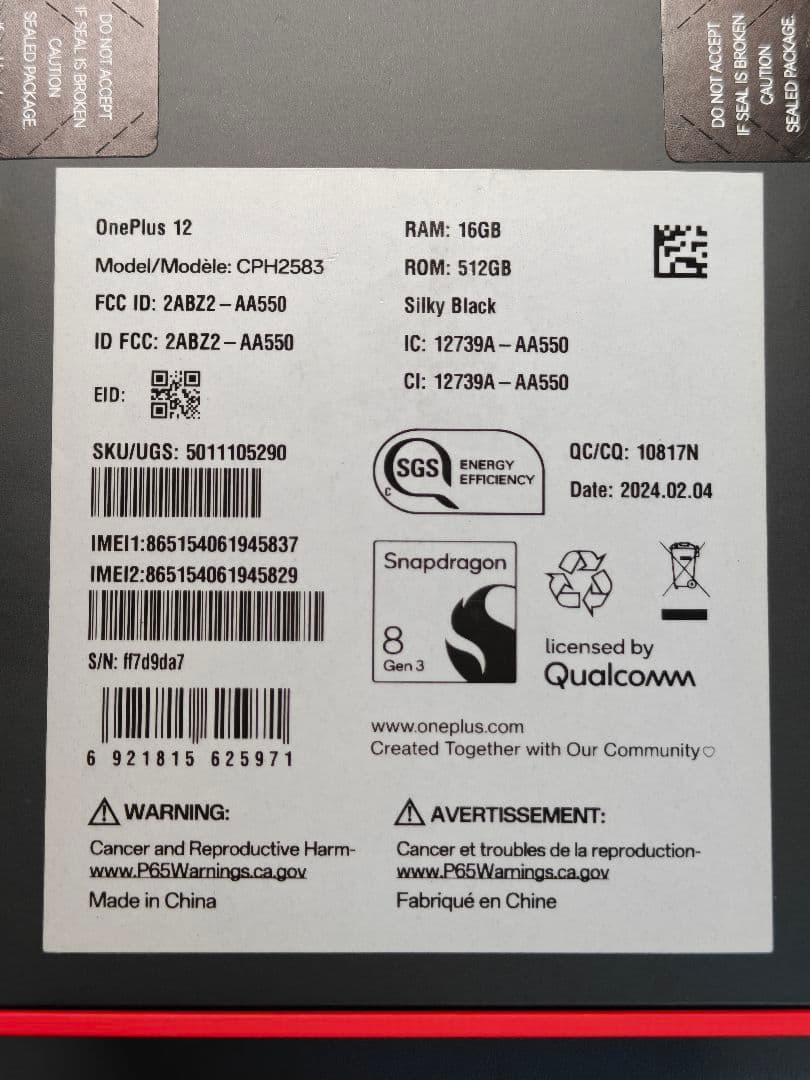 DO NOT ACCEPT
IF SEAL IS BROKEN
CAUTION
SEALED PACKAGE.
DO NOT ACCEPT
IF SEAL IS BROKEN
CAUTION
SEALED PACKAGE.
OnePlus 12
Model/Modèle: CPH2583
FCC ID: 2ABZ2-AA550
ID FCC: 2ABZ2-AA550
EID:
SKU/UGS: 5011105290
IMEI1:865154061945837
IMEI2:865154061945829
S/N: ff7d9da7
6 921815 625971
RAM: 16GB
ROM: 512GB
Silky Black
IC: 12739A-AA550
CI: 12739A-AA550
SGS
C
ENERGY
EFFICIENCY
QC/CQ: 10817N
Date: 2024.02.04
Snapdragon
8
Gen 3
licensed by
Qualcomm
www.oneplus.com
Created Together with Our Community♡
WARNING:
Cancer and Reproductive Harm-
www.P65Warnings.ca.gov
Made in China
AVERTISSEMENT:
Cancer et troubles de la reproduction-
www.P65Warnings.ca.gov
Fabriqué en Chine